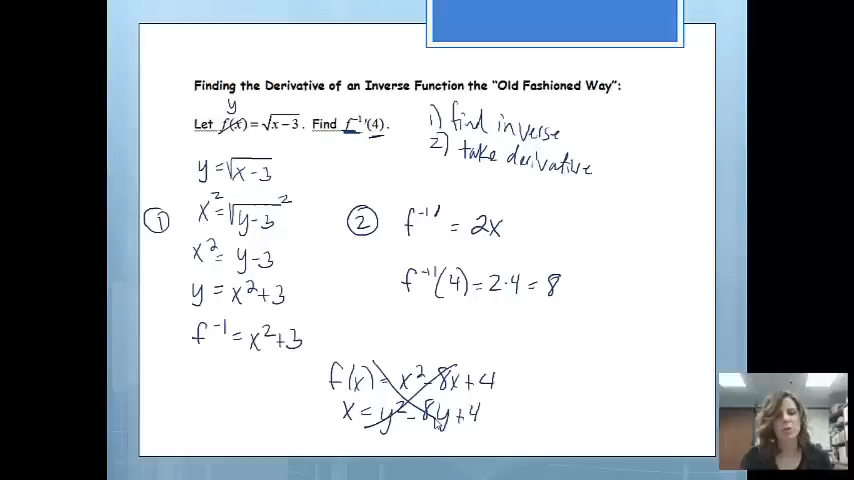 Finding the Derivative of an Inverse Function the "Old Fashioned Way":
y
Let f(x) = √x−3. Find f⁻¹'(4).
1) find inverse
2) take derivative
y = √x-3
① x² = √y-3²
x² = y-3
y = x²+3
f⁻¹ = x²+3
② f⁻¹' = 2x
f⁻¹'(4) = 2·4 = 8
f(x) = x²-8x+4
x = y²-8y+4